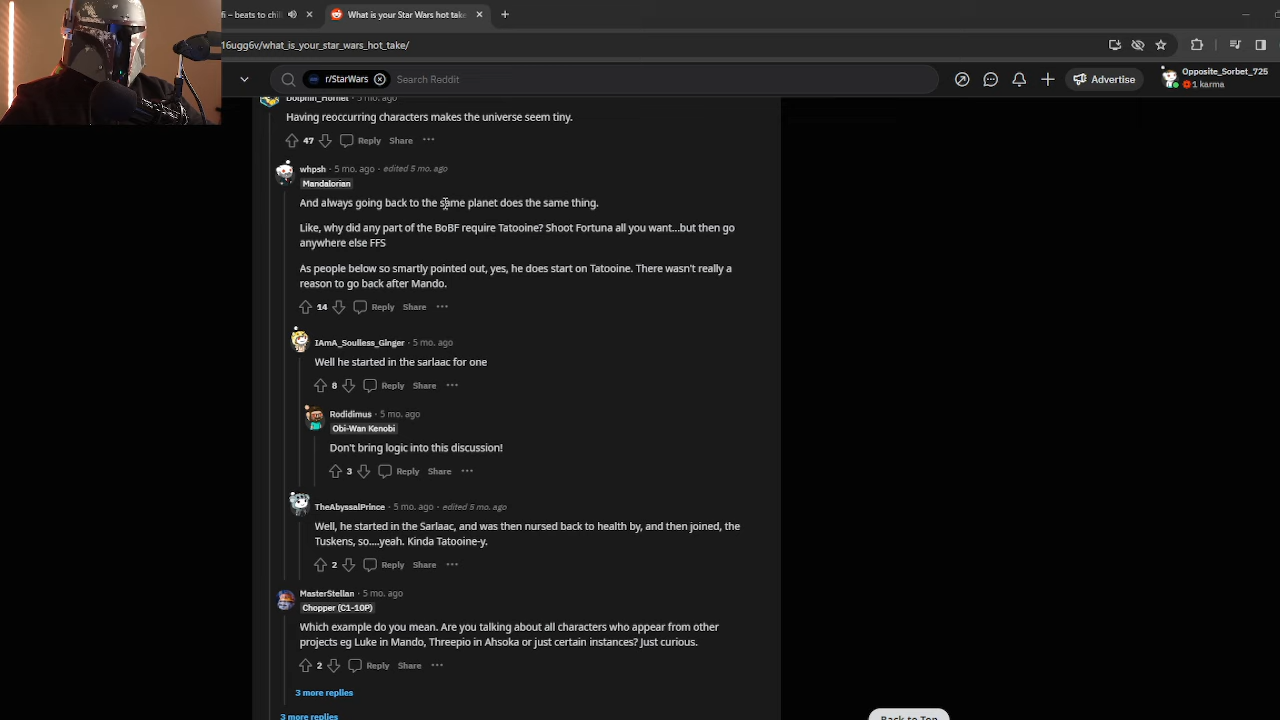 fi – beats to chil
What is your Star Wars hot take
16ugg6v/what_is_your_star_wars_hot_take/
r/StarWars
Search Reddit
Advertise
Opposite_Sorbet_725
1 karma
Dolphin_Hornet · 5 mo. ago
Having reoccurring characters makes the universe seem tiny.
47 Reply Share
whpsh · 5 mo. ago · edited 5 mo. ago
Mandalorian
And always going back to the same planet does the same thing.
Like, why did any part of the BoBF require Tatooine? Shoot Fortuna all you want...but then go
anywhere else FFS
As people below so smartly pointed out, yes, he does start on Tatooine. There wasn't really a
reason to go back after Mando.
14 Reply Share
IAmA_Soulless_Ginger · 5 mo. ago
Well he started in the sarlaac for one
8 Reply Share
Rodidimus · 5 mo. ago
Obi-Wan Kenobi
Don't bring logic into this discussion!
3 Reply Share
TheAbyssalPrince · 5 mo. ago · edited 5 mo. ago
Well, he started in the Sarlaac, and was then nursed back to health by, and then joined, the
Tuskens, so....yeah. Kinda Tatooine-y.
2 Reply Share
MasterStellan · 5 mo. ago
Chopper (C1-10P)
Which example do you mean. Are you talking about all characters who appear from other
projects eg Luke in Mando, Threepio in Ahsoka or just certain instances? Just curious.
2 Reply Share
3 more replies
3 more replies
Back to Top